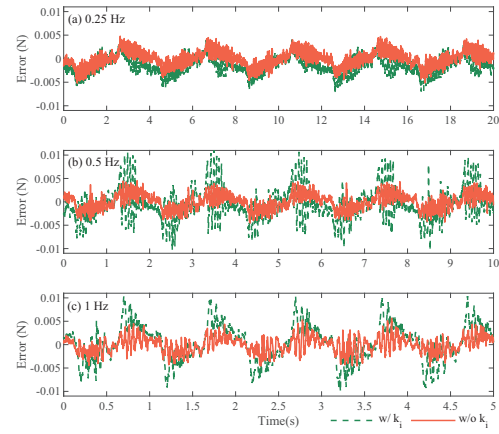 (a) 0.25 Hz
Error (N)
0.01
0.005
0
-0.005
-0.01
0 2 4 6 8 10 12 14 16 18 20
(b) 0.5 Hz
Error (N)
0.01
0.005
0
-0.005
-0.01
0 1 2 3 4 5 6 7 8 9 10
(c) 1 Hz
Error (N)
0.01
0.005
0
-0.005
-0.01
0 0.5 1 1.5 2 2.5 3 3.5 4 4.5 5
Time(s)
w/ k_i w/o k_i